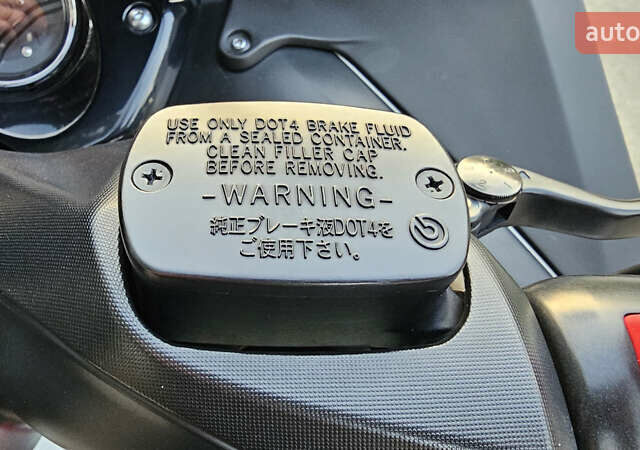 auto
USE ONLY DOT4 BRAKE FLUID
FROM A SEALED CONTAINER.
CLEAN FILLER CAP
BEFORE REMOVING.
-WARNING-
純正ブレーキ液DOT4を
ご使用下さい。